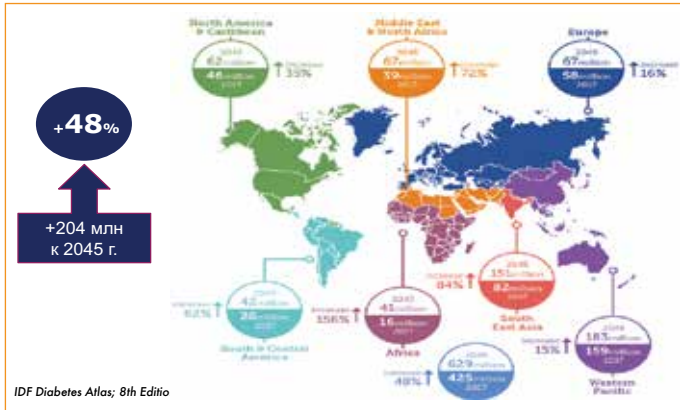 North America
& Caribbean
2045
62 million
46 million
2017
increase
35%
Middle East
& North Africa
2045
67 million
39 million
2017
increase
72%
Europe
2045
67 million
58 million
2017
increase
16%
+48%
+204 млн
к 2045 г.
2045
42 million
26 million
2017
increase
62%
South & Central
America
2045
41 million
16 million
2017
increase
156%
Africa
2045
151 million
82 million
2017
increase
84%
South
East Asia
2045
183 million
159 million
2017
increase
15%
Western
Pacific
2045
629 million
425 million
2017
increase
48%
IDF Diabetes Atlas; 8th Editio